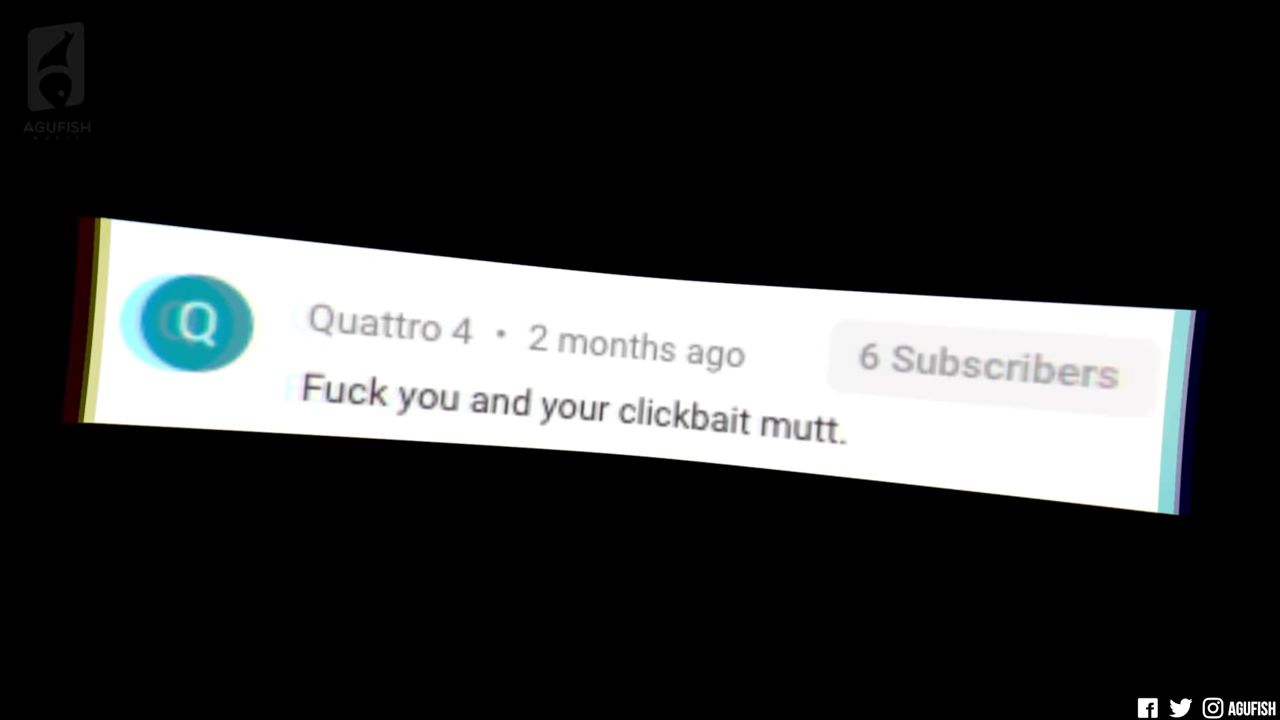 AGUFISH
Quattro 4 • 2 months ago
6 Subscribers
Fuck you and your clickbait mutt.
AGUFISH